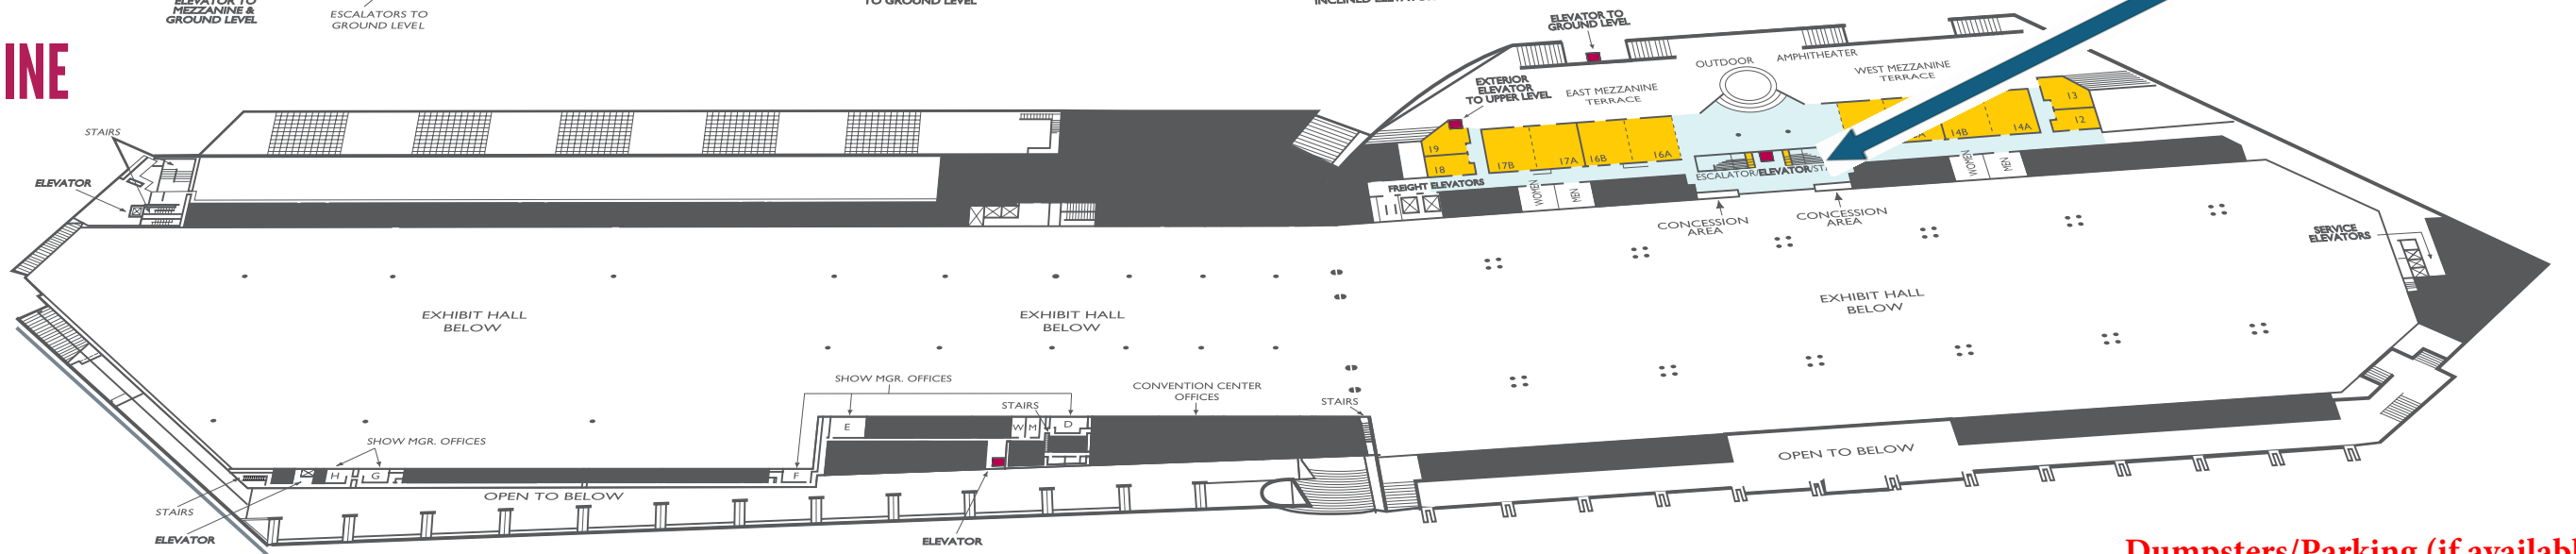 ELEVATOR TO
MEZZANINE &
GROUND LEVEL
ESCALATORS TO
GROUND LEVEL
TO GROUND LEVEL
ELEVATOR TO
GROUND LEVEL
INE
OUTDOOR
AMPHITHEATER
WEST MEZZANINE
TERRACE
EXTERIOR
ELEVATOR
TO UPPER LEVEL
EAST MEZZANINE
TERRACE
13
12
14A
14B
19
18
17B
17A
16B
16A
STAIRS
ELEVATOR
FREIGHT ELEVATORS
WOMEN
MEN
ESCALATOR/ELEVATOR/ST
WOMEN
MEN
CONCESSION
AREA
CONCESSION
AREA
SERVICE
ELEVATORS
EXHIBIT HALL
BELOW
EXHIBIT HALL
BELOW
EXHIBIT HALL
BELOW
SHOW MGR. OFFICES
CONVENTION CENTER
OFFICES
STAIRS
STAIRS
E
W M
D
SHOW MGR. OFFICES
H
G
F
OPEN TO BELOW
OPEN TO BELOW
STAIRS
ELEVATOR
ELEVATOR
Dumpsters/Parking (if availabl